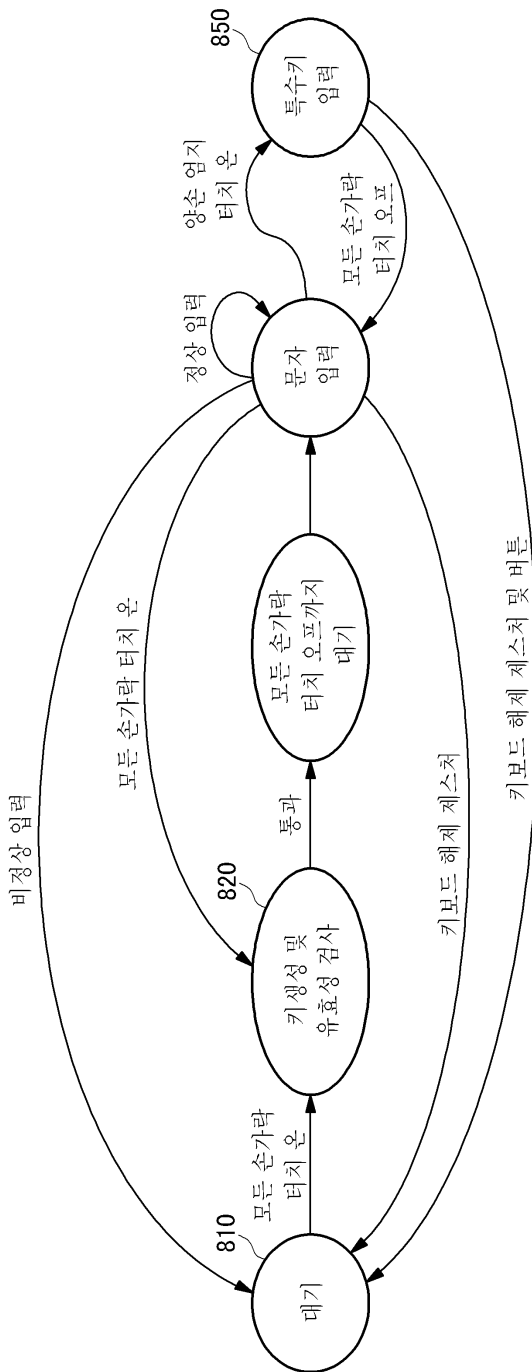 비정상 입력
모든 손가락 터치 온
정상 입력
양손 엄지
터치 온
850
특수키
입력
모든 손가락
터치 오프
문자
입력
모든 손가락
터치 오프까지
대기
통과
820
키생성 및
유효성 검사
모든 손가락
터치 온
810
대기
키보드 해제 제스처
키보드 해제 제스처 및 버튼